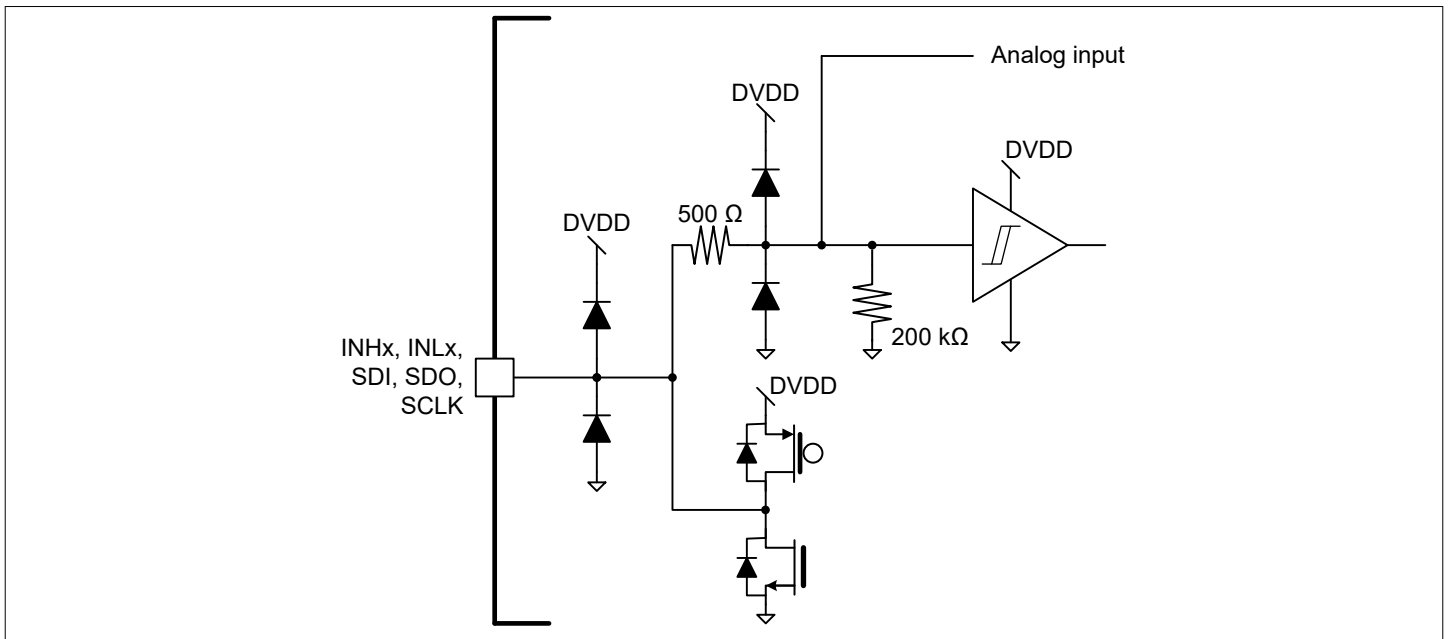 Analog input
DVDD
DVDD
500 Ω
DVDD
200 kΩ
INHx, INLx,
SDI, SDO,
SCLK
DVDD